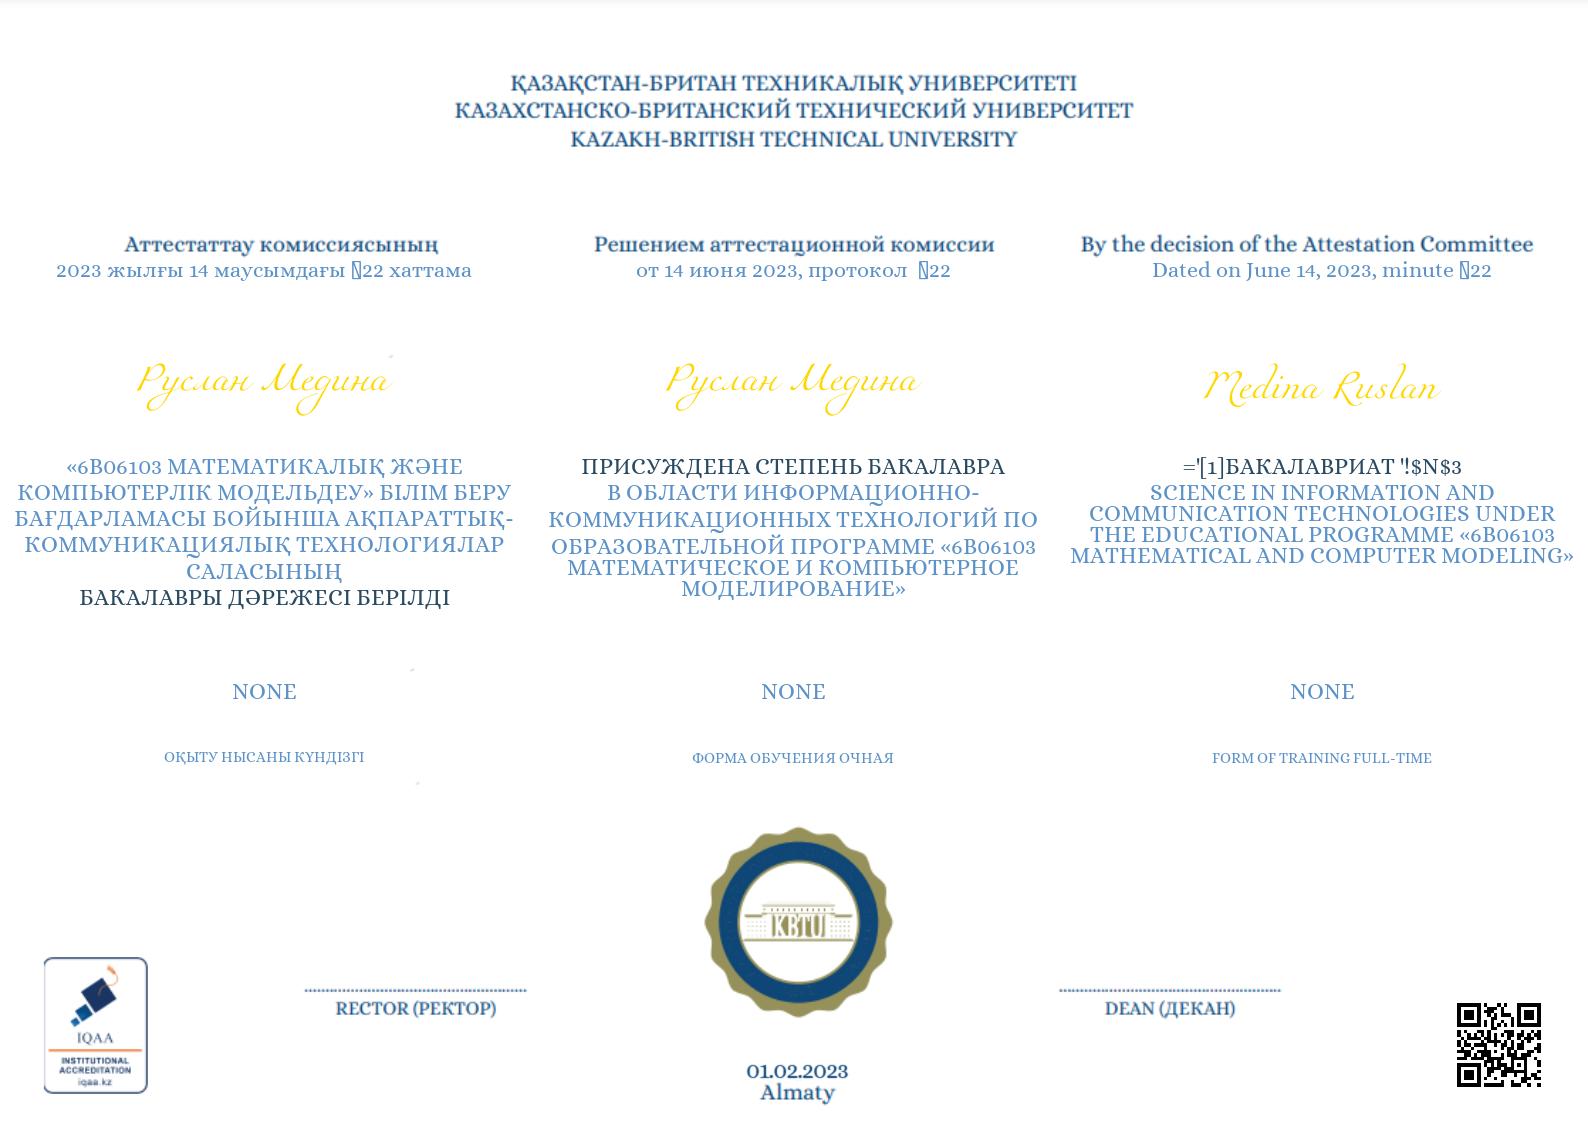 ҚАЗАҚСТАН-БРИТАН ТЕХНИКАЛЫҚ УНИВЕРСИТЕТІ
КАЗАХСТАНСКО-БРИТАНСКИЙ ТЕХНИЧЕСКИЙ УНИВЕРСИТЕТ
KAZAKH-BRITISH TECHNICAL UNIVERSITY
Аттестаттау комиссиясының
2023 жылғы 14 маусымдағы 22 хаттама
Решением аттестационной комиссии
от 14 июня 2023, протокол 22
By the decision of the Attestation Committee
Dated on June 14, 2023, minute 22
Руслан Медина
Руслан Медина
Medina Ruslan
«6B06103 МАТЕМАТИКАЛЫҚ ЖӘНЕ
КОМПЬЮТЕРЛІК МОДЕЛЬДЕУ» БІЛІМ БЕРУ
БАҒДАРЛАМАСЫ БОЙЫНША АҚПАРАТТЫҚ-
КОММУНИКАЦИЯЛЫҚ ТЕХНОЛОГИЯЛАР
САЛАСЫНЫҢ
БАКАЛАВРЫ ДӘРЕЖЕСІ БЕРІЛДІ
ПРИСУЖДЕНА СТЕПЕНЬ БАКАЛАВРА
В ОБЛАСТИ ИНФОРМАЦИОННО-
КОММУНИКАЦИОННЫХ ТЕХНОЛОГИЙ ПО
ОБРАЗОВАТЕЛЬНОЙ ПРОГРАММЕ «6B06103
МАТЕМАТИЧЕСКОЕ И КОМПЬЮТЕРНОЕ
МОДЕЛИРОВАНИЕ»
='[1]БАКАЛАВРИАТ '!$N$3
SCIENCE IN INFORMATION AND
COMMUNICATION TECHNOLOGIES UNDER
THE EDUCATIONAL PROGRAMME «6B06103
MATHEMATICAL AND COMPUTER MODELING»
NONE
NONE
NONE
ОҚЫТУ НЫСАНЫ КҮНДІЗГІ
ФОРМА ОБУЧЕНИЯ ОЧНАЯ
FORM OF TRAINING FULL-TIME
KBTU
RECTOR (РЕКТОР)
DEAN (ДЕКАН)
IQAA
INSTITUTIONAL
ACCREDITATION
iqaa.kz
01.02.2023
Almaty